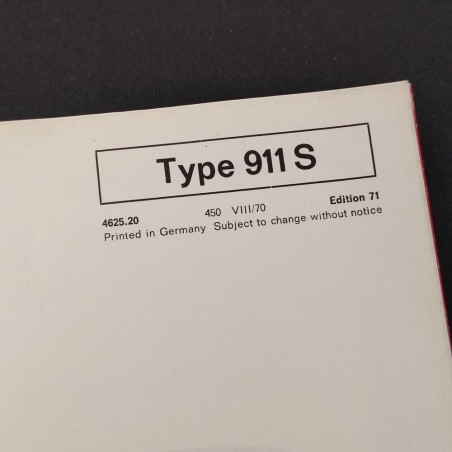 Type 911 S
4625.20 450 VIII/70 Edition 71
Printed in Germany Subject to change without notice